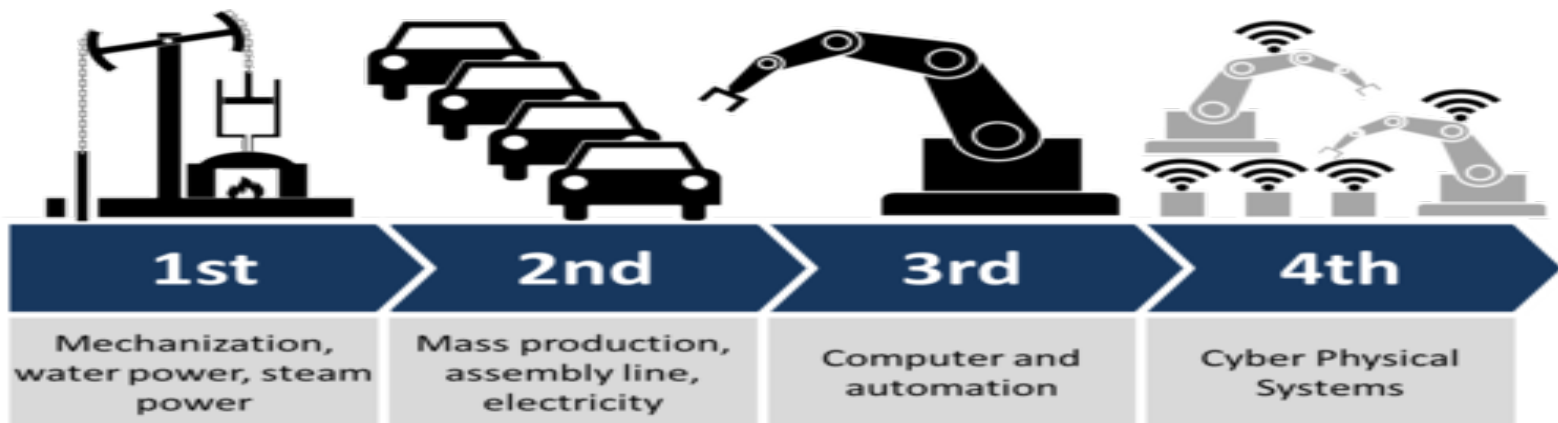 1st
2nd
3rd
4th
Mechanization,
water power, steam
power
Mass production,
assembly line,
electricity
Computer and
automation
Cyber Physical
Systems